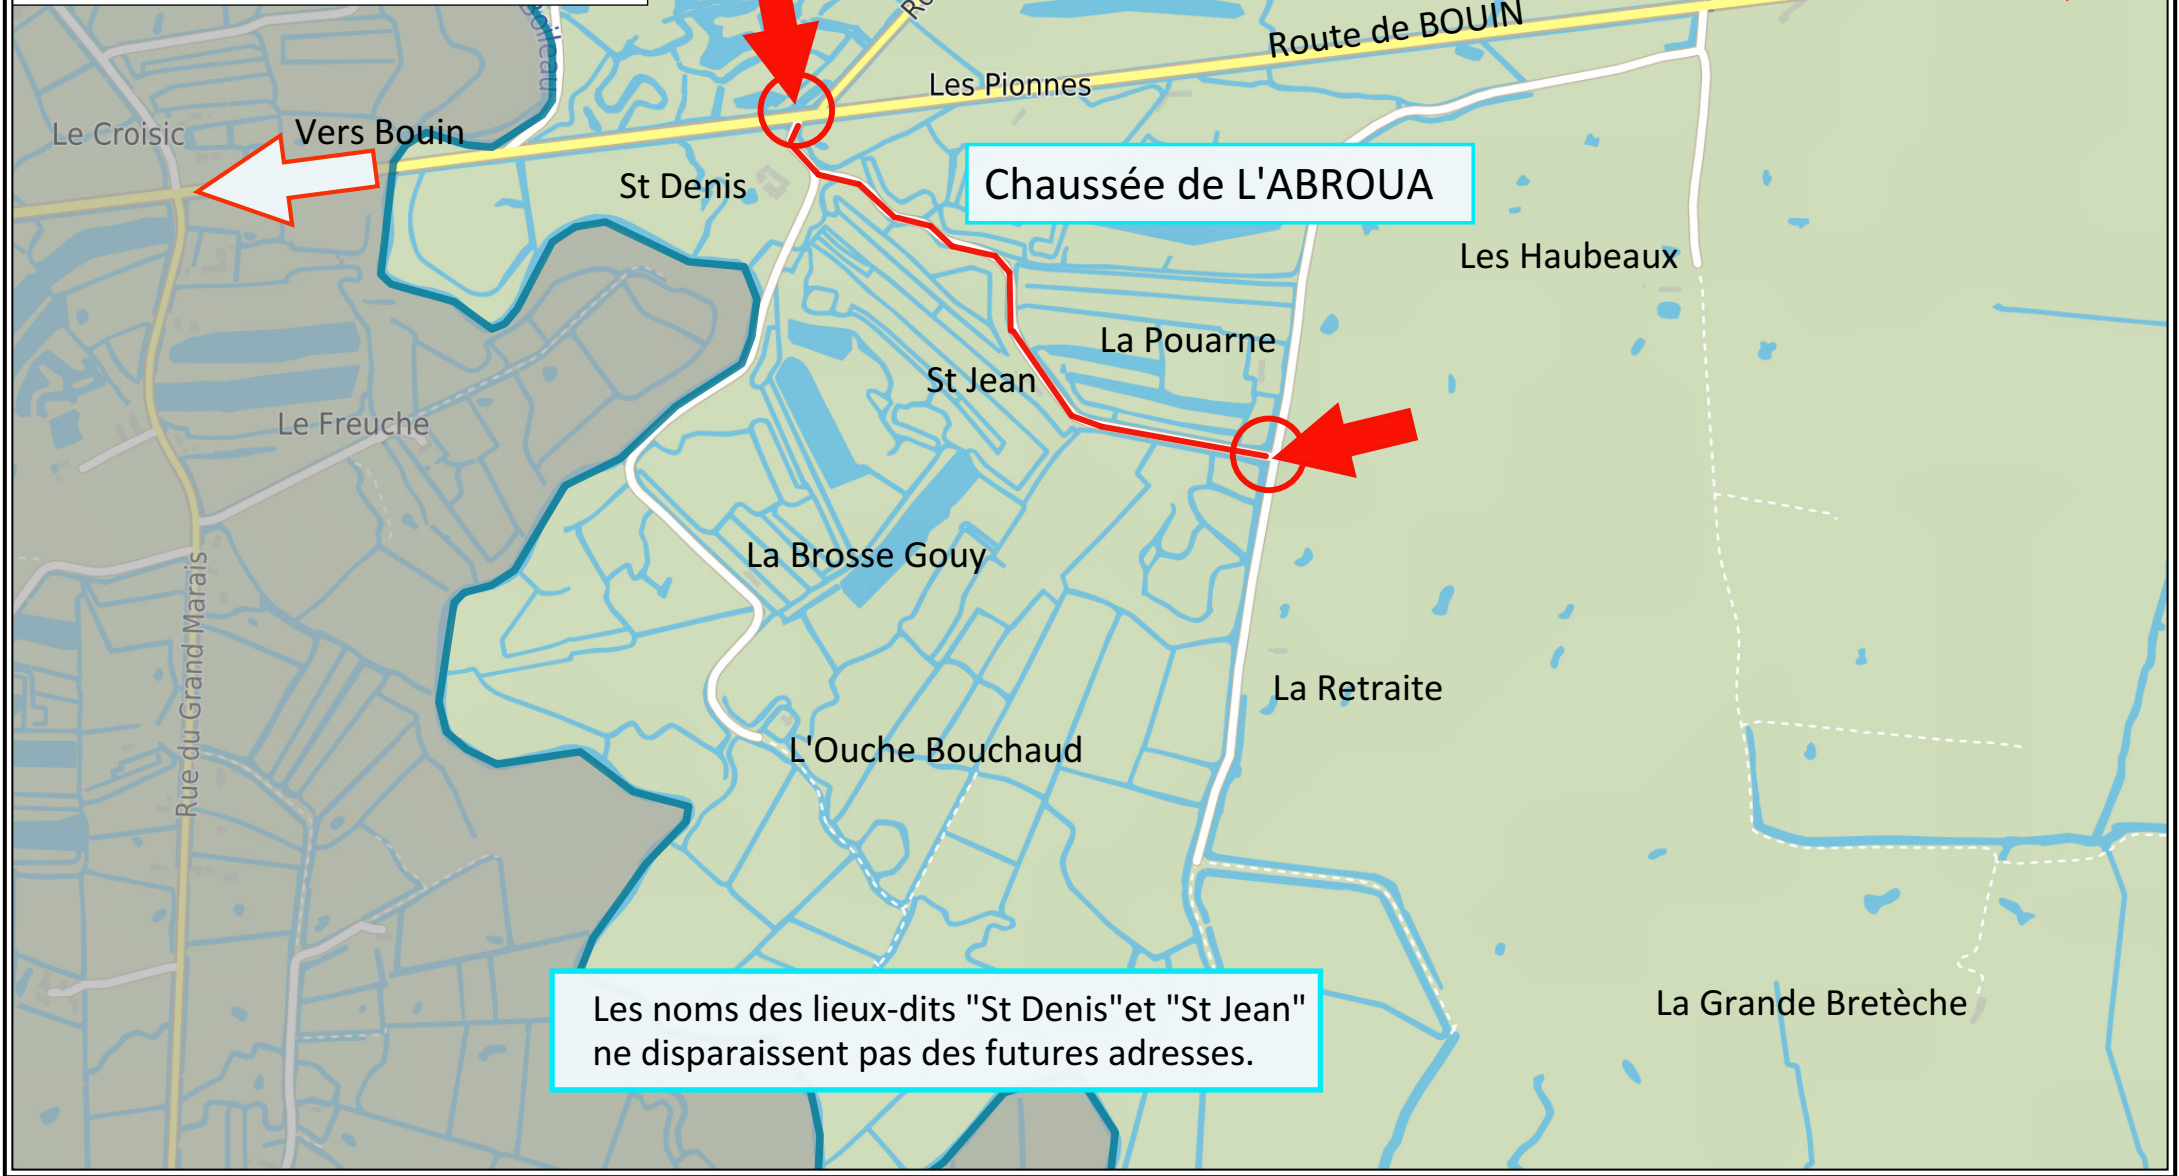 Boileau
Route de BOUIN
Les Pionnes
Le Croisic
Vers Bouin
St Denis
Chaussée de L'ABROUA
Les Haubeaux
La Pouarne
St Jean
Le Freuche
La Brosse Gouy
Rue du Grand Marais
La Retraite
L'Ouche Bouchaud
La Grande Bretèche
Les noms des lieux-dits "St Denis"et "St Jean"
ne disparaissent pas des futures adresses.